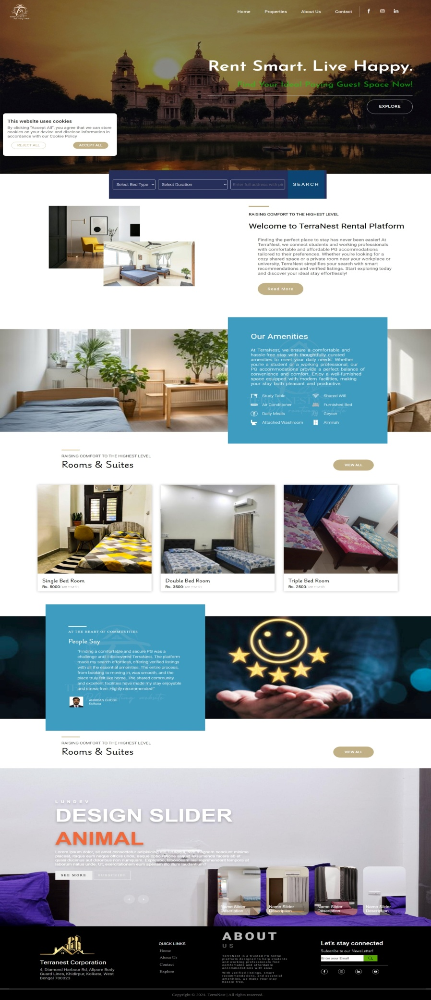 Home Properties About Us Contact
Rent Smart. Live Happy.
Find Your Ideal Paying Guest Space Now!
EXPLORE
This website uses cookies
By clicking "Accept All", you agree that we can store
cookies on your device and disclose information in
accordance with our Cookie Policy
REJECT ALL ACCEPT ALL
Select Bed Type Select Duration Enter full address with pi SEARCH
RAISING COMFORT TO THE HIGHEST LEVEL
Welcome to TerraNest Rental Platform
Finding the perfect place to stay has never been easier! At
TerraNest, we connect students and working professionals
with comfortable and affordable PG accommodations
tailored to their preferences. Whether you're looking for a
cozy shared space or a private room near your workplace or
university, TerraNest simplifies your search with smart
recommendations and verified listings. Start exploring today
and discover your ideal stay effortlessly!
Read More
Our Amenities
At TerraNest, we ensure a comfortable and
hassle-free stay with thoughtfully curated
amenities to meet your daily needs. Whether
you're a student or a working professional, our
PG accommodations provide a perfect balance of
convenience and comfort. Enjoy a well-furnished
space equipped with modern facilities, making
your stay both pleasant and productive.
Study Table Shared Wifi
Air Conditioner Furnished Bed
Daily Meals Geyser
Attached Washroom Almirah
RAISING COMFORT TO THE HIGHEST LEVEL
Rooms & Suites
VIEW ALL
Single Bed Room
Rs. 5000/ per month
Double Bed Room
Rs. 3500/ per month
Triple Bed Room
Rs. 2500/ per month
AT THE HEART OF COMMUNITIES
People Say
"Finding a comfortable and secure PG was a
challenge until I discovered TerraNest. The platform
made my search effortless, offering verified listings
with all the essential amenities. The entire process,
from booking to moving in, was smooth, and the
place truly felt like home. The shared community
and excellent facilities have made my stay enjoyable
and stress-free. Highly recommended!"
ANIRBAN GHOSH
Kolkata
RAISING COMFORT TO THE HIGHEST LEVEL
Rooms & Suites
VIEW ALL
LUNDEV
DESIGN SLIDER
ANIMAL
Lorem ipsum dolor, sit amet consectetur adipisicing elit. Ut sequi, rem magnam nesciunt minima
placeat, itaque eum neque officiis unde, eaque optio ratione aliquid assumenda facere ab et
quasi ducimus aut doloribus non numquam. Explicabo, laboriosam nisi reprehenderit tempora at
laborum natus unde. Ut, exercitationem eum aperiam illo illum laudantium?
SEE MORE SUBSCRIBE
< >
Name Slider
Description
Name Slider
Description
Name Slider
Description
Name Slider
Description
Terranest Corporation
4, Diamond Harbour Rd, Alipore Body
Guard Lines, Khidirpur, Kolkata, West
Bengal 700023
QUICK LINKS
Home
About Us
Contact
Explore
ABOUT
US
TerraNest is a trusted PG rental
platform designed to help students
and working professionals find
comfortable and affordable
accommodations with ease.
With verified listings, smart
recommendations, and essential
amenities, we make your stay
hassle-free.
Let's stay connected
Subscribe to our NewsLetter!
Enter your Email
Copyright © 2024. TerraNest | All rights reserved.